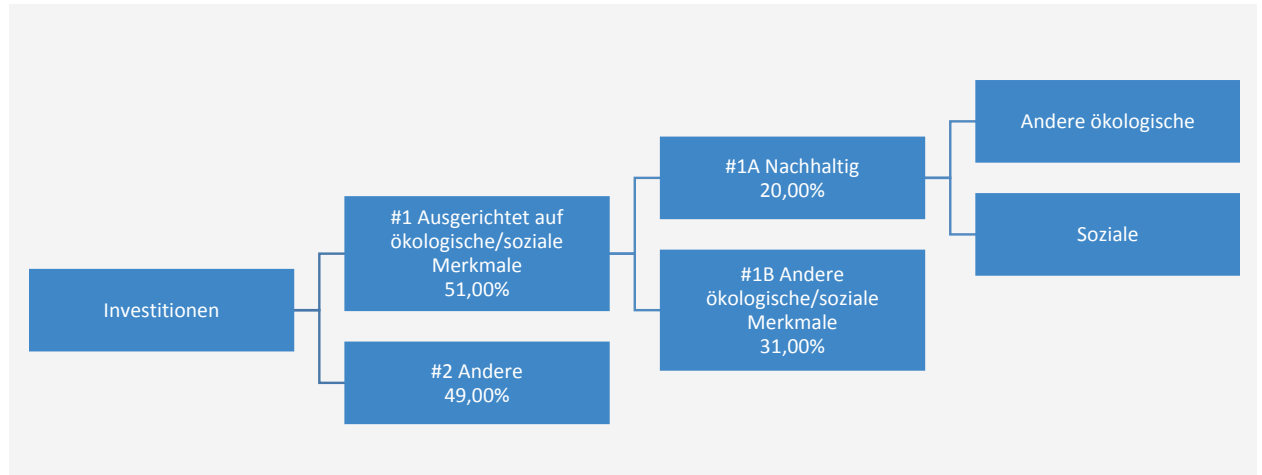 Investitionen
#1 Ausgerichtet auf
ökologische/soziale
Merkmale
51,00%
#2 Andere
49,00%
#1A Nachhaltig
20,00%
#1B Andere
ökologische/soziale
Merkmale
31,00%
Andere ökologische
Soziale